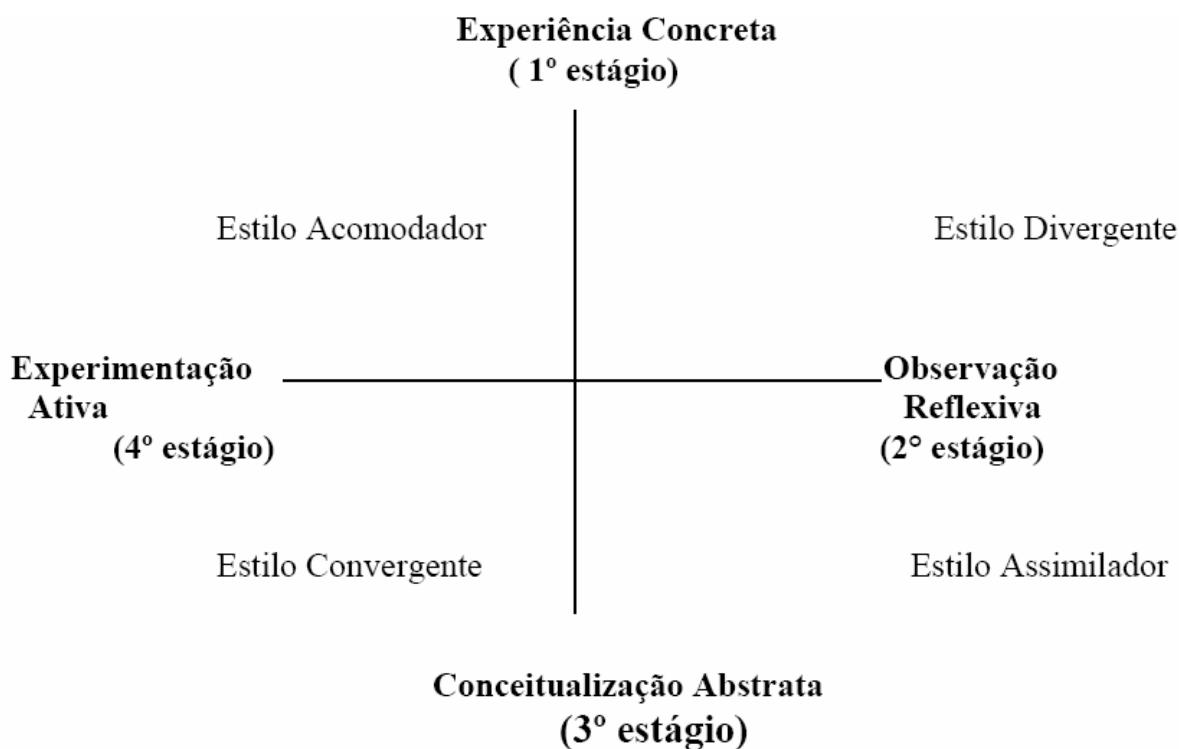 Experiência Concreta
( 1º estágio)
Estilo Acomodador
Estilo Divergente
Experimentação
Ativa
(4º estágio)
Observação
Reflexiva
(2° estágio)
Estilo Convergente
Estilo Assimilador
Conceitualização Abstrata
(3º estágio)